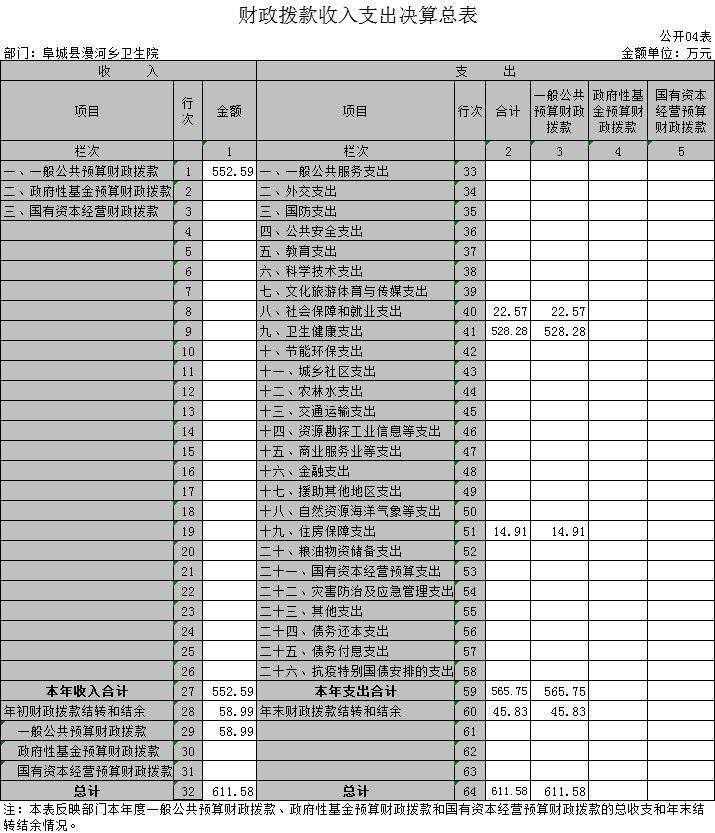 财政拨款收入支出决算总表
公开04表
部门：阜城县漫河乡卫生院 金额单位：万元
收 入 支 出
项目 行次 金额 项目 行次 合计 一般公共预算财政拨款 政府性基金预算财政拨款 国有资本经营预算财政拨款
栏次 1 栏次 2 3 4 5
一、一般公共预算财政拨款 1 552.59 一、一般公共服务支出 33
二、政府性基金预算财政拨款 2 二、外交支出 34
三、国有资本经营财政拨款 3 三、国防支出 35
4 四、公共安全支出 36
5 五、教育支出 37
6 六、科学技术支出 38
7 七、文化旅游体育与传媒支出 39
8 八、社会保障和就业支出 40 22.57 22.57
9 九、卫生健康支出 41 528.28 528.28
10 十、节能环保支出 42
11 十一、城乡社区支出 43
12 十二、农林水支出 44
13 十三、交通运输支出 45
14 十四、资源勘探工业信息等支出 46
15 十五、商业服务业等支出 47
16 十六、金融支出 48
17 十七、援助其他地区支出 49
18 十八、自然资源海洋气象等支出 50
19 十九、住房保障支出 51 14.91 14.91
20 二十、粮油物资储备支出 52
21 二十一、国有资本经营预算支出 53
22 二十二、灾害防治及应急管理支出 54
23 二十三、其他支出 55
24 二十四、债务还本支出 56
25 二十五、债务付息支出 57
26 二十六、抗疫特别国债安排的支出 58
本年收入合计 27 552.59 本年支出合计 59 565.75 565.75
年初财政拨款结转和结余 28 58.99 年末财政拨款结转和结余 60 45.83 45.83
一般公共预算财政拨款 29 58.99 61
政府性基金预算财政拨款 30 62
国有资本经营预算财政拨款 31 63
总计 32 611.58 总计 64 611.58 611.58
注：本表反映部门本年度一般公共预算财政拨款、政府性基金预算财政拨款和国有资本经营预算财政拨款的总收支和年末结
转结余情况。